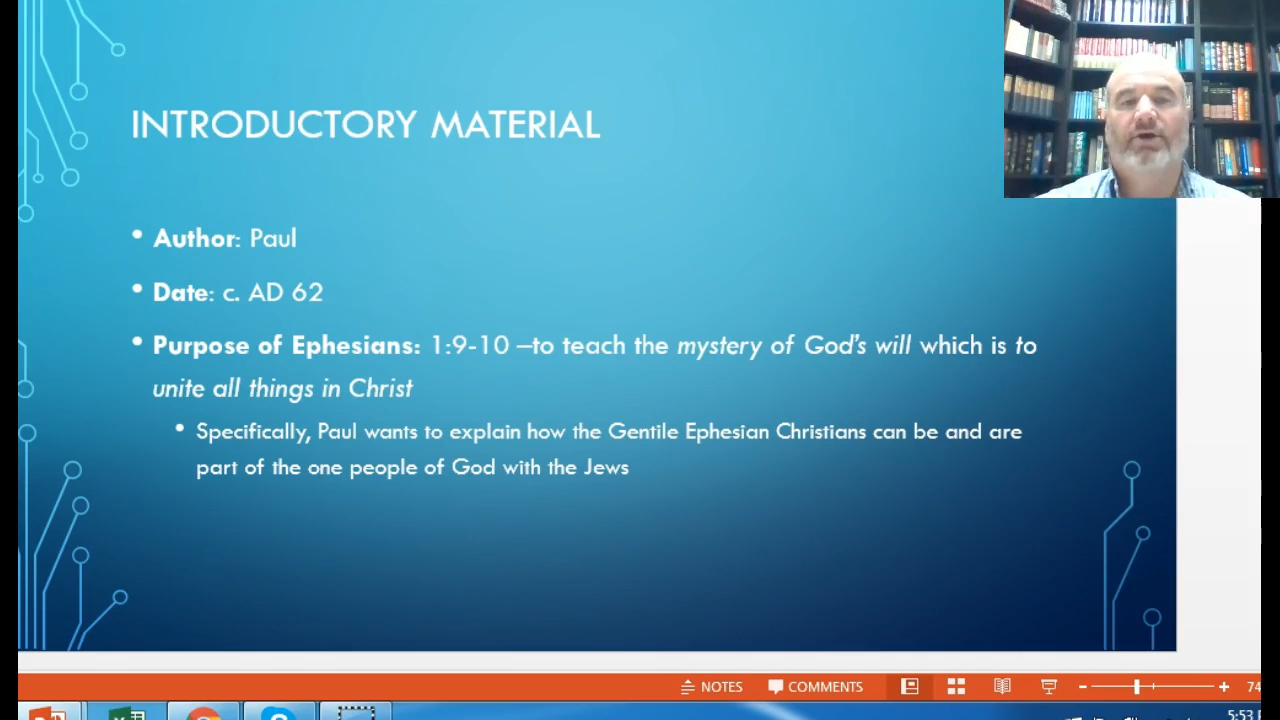 INTRODUCTORY MATERIAL
• Author: Paul
• Date: c. AD 62
• Purpose of Ephesians: 1:9-10 –to teach the mystery of God's will which is to
unite all things in Christ
• Specifically, Paul wants to explain how the Gentile Ephesian Christians can be and are
part of the one people of God with the Jews
NOTES COMMENTS 74
5:53